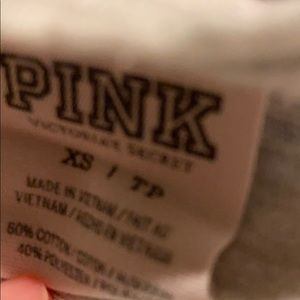 PINK
VICTORIA'S SECRET
XS / TP
MADE IN VIETNAM / FAIT AU
VIETNAM / HECHO EN VIETNAM
60% COTTON / COTON /
40% POLYESTER /